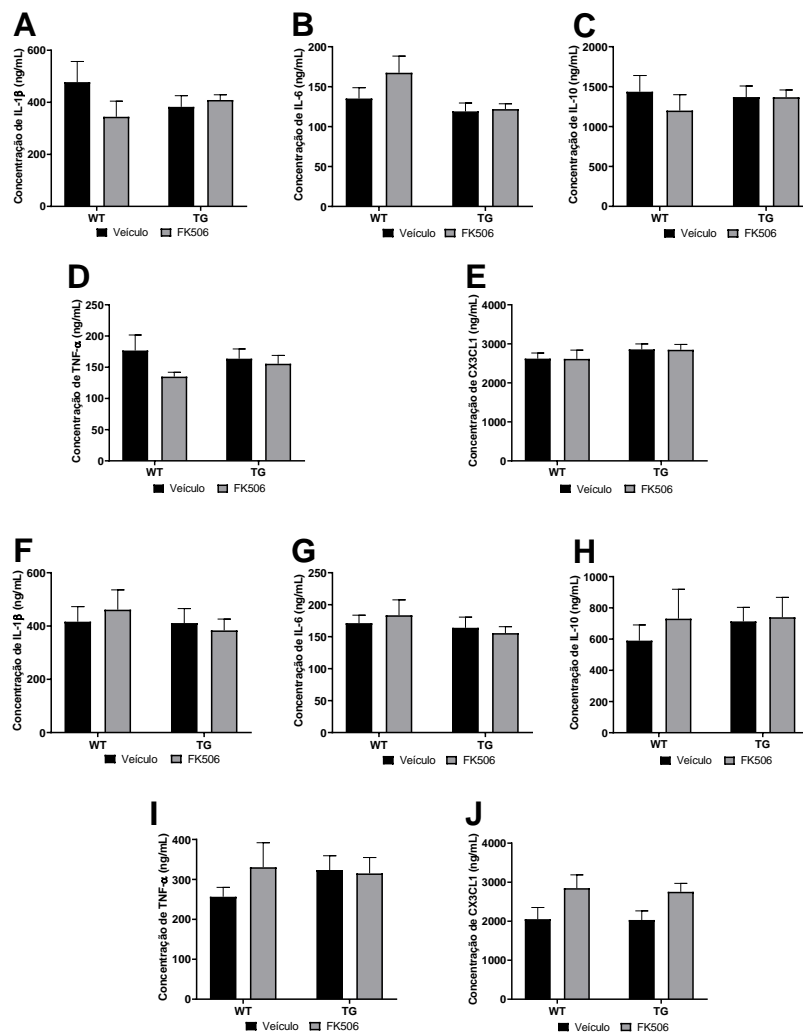 A
Concentração de IL-1β (ng/mL)
600
400
200
0
WT
TG
Veículo
FK506
B
Concentração de IL-6 (ng/mL)
200
150
100
50
0
WT
TG
Veículo
FK506
C
Concentração de IL-10 (ng/mL)
2000
1500
1000
500
0
WT
TG
Veículo
FK506
D
Concentração de TNF-α (ng/mL)
250
200
150
100
50
0
WT
TG
Veículo
FK506
E
Concentração de CX3CL1 (ng/mL)
4000
3000
2000
1000
0
WT
TG
Veículo
FK506
F
Concentração de IL-1β (ng/mL)
600
400
200
0
WT
TG
Veículo
FK506
G
Concentração de IL-6 (ng/mL)
250
200
150
100
50
0
WT
TG
Veículo
FK506
H
Concentração de IL-10 (ng/mL)
1000
800
600
400
200
0
WT
TG
Veículo
FK506
I
Concentração de TNF-α (ng/mL)
400
300
200
100
0
WT
TG
Veículo
FK506
J
Concentração de CX3CL1 (ng/mL)
4000
3000
2000
1000
0
WT
TG
Veículo
FK506